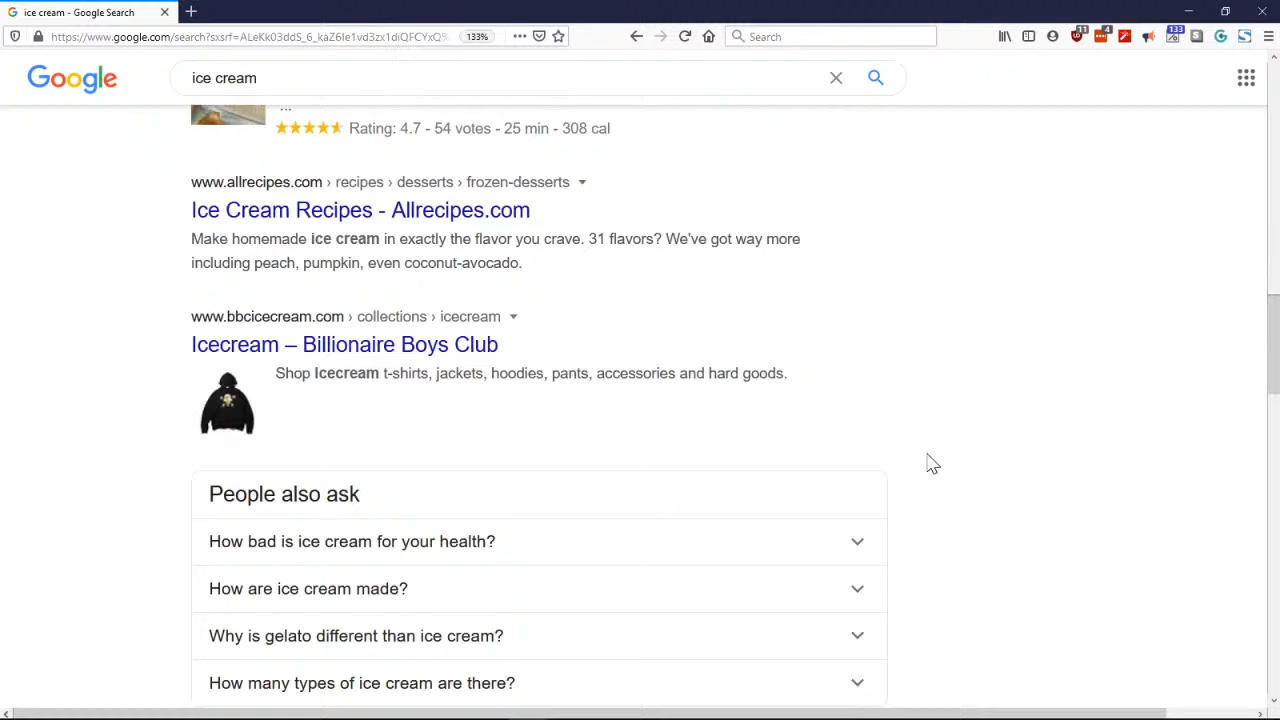 ice cream - Google Search
https://www.google.com/search?sxsrf=ALeKk03ddS_6_kaZ6Ie1vd3zx1diQFCYxQ%
133%
Search
11
4
133
Google
ice cream
...
Rating: 4.7 - 54 votes - 25 min - 308 cal
www.allrecipes.com › recipes › desserts › frozen-desserts
Ice Cream Recipes - Allrecipes.com
Make homemade ice cream in exactly the flavor you crave. 31 flavors? We've got way more
including peach, pumpkin, even coconut-avocado.
www.bbcicecream.com › collections › icecream
Icecream – Billionaire Boys Club
Shop Icecream t-shirts, jackets, hoodies, pants, accessories and hard goods.
People also ask
How bad is ice cream for your health?
How are ice cream made?
Why is gelato different than ice cream?
How many types of ice cream are there?